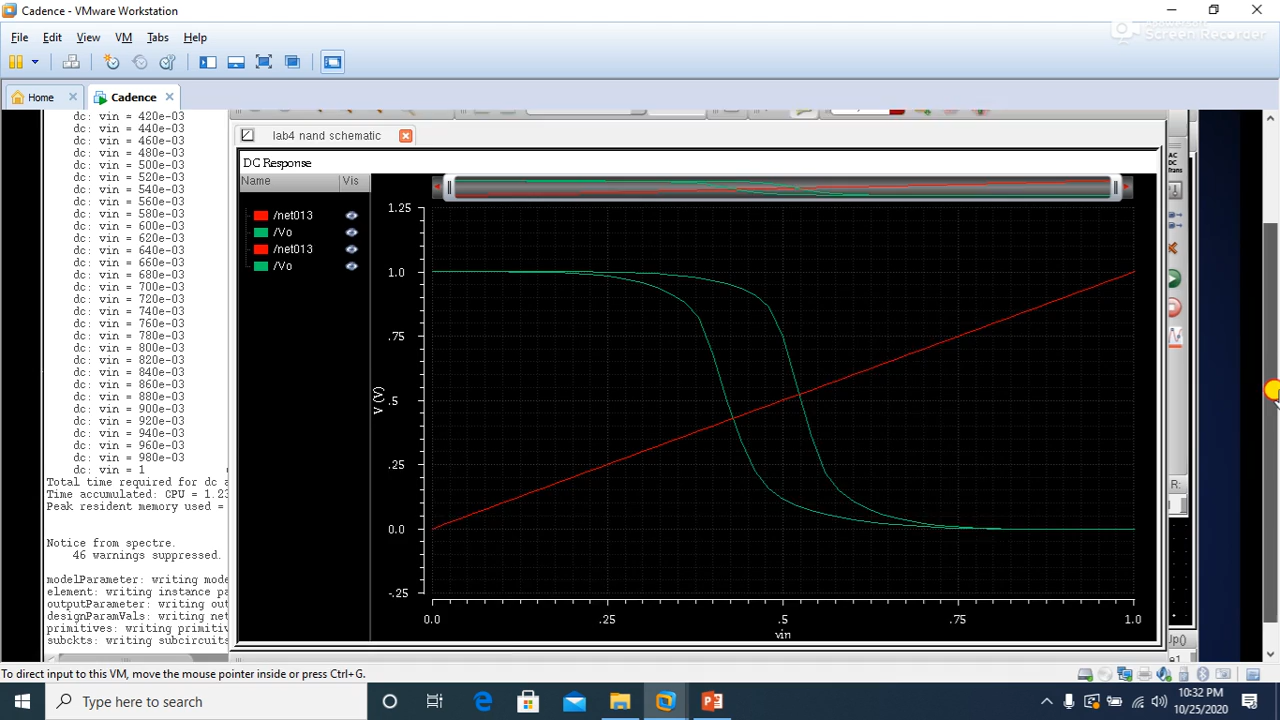 Cadence - VMware Workstation
File Edit View VM Tabs Help
Home
Cadence
dc: vin = 420e-03
dc: vin = 440e-03
dc: vin = 460e-03
dc: vin = 480e-03
dc: vin = 500e-03
dc: vin = 520e-03
dc: vin = 540e-03
dc: vin = 560e-03
dc: vin = 580e-03
dc: vin = 600e-03
dc: vin = 620e-03
dc: vin = 640e-03
dc: vin = 660e-03
dc: vin = 680e-03
dc: vin = 700e-03
dc: vin = 720e-03
dc: vin = 740e-03
dc: vin = 760e-03
dc: vin = 780e-03
dc: vin = 800e-03
dc: vin = 820e-03
dc: vin = 840e-03
dc: vin = 860e-03
dc: vin = 880e-03
dc: vin = 900e-03
dc: vin = 920e-03
dc: vin = 940e-03
dc: vin = 960e-03
dc: vin = 980e-03
dc: vin = 1
Total time required for dc a
Time accumulated: CPU = 1.23
Peak resident memory used =
Notice from spectre.
46 warnings suppressed.
modelParameter: writing mode
element: writing instance pa
outputParameter: writing out
designParamVals: writing net
primitives: writing primitiv
subckts: writing subcircuits
lab4 nand schematic
DC Response
Name Vis
/net013
/Vo
/net013
/Vo
1.25
1.0
.75
.5
.25
0.0
-.25
V (V)
0.0 .25 .5 .75 1.0
vin
AC
DC
Trans
R:
Jp()
To direct input to this VM, move the mouse pointer inside or press Ctrl+G.
Type here to search
10:32 PM
10/25/2020